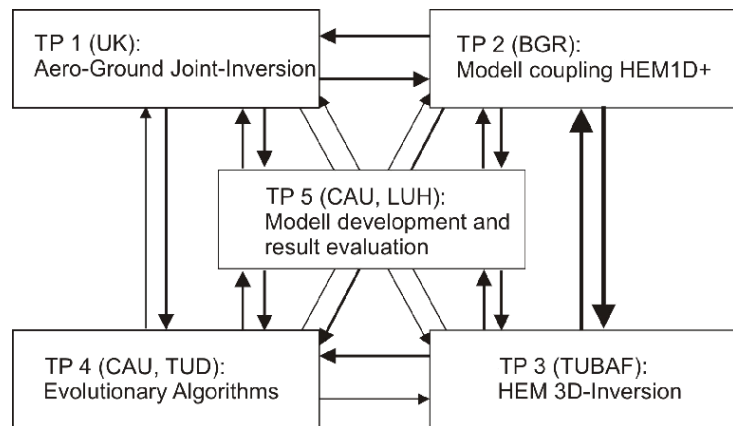 TP 1 (UK):
Aero-Ground Joint-Inversion
TP 2 (BGR):
Modell coupling HEM1D+
TP 5 (CAU, LUH):
Modell development and
result evaluation
TP 4 (CAU, TUD):
Evolutionary Algorithms
TP 3 (TUBAF):
HEM 3D-Inversion